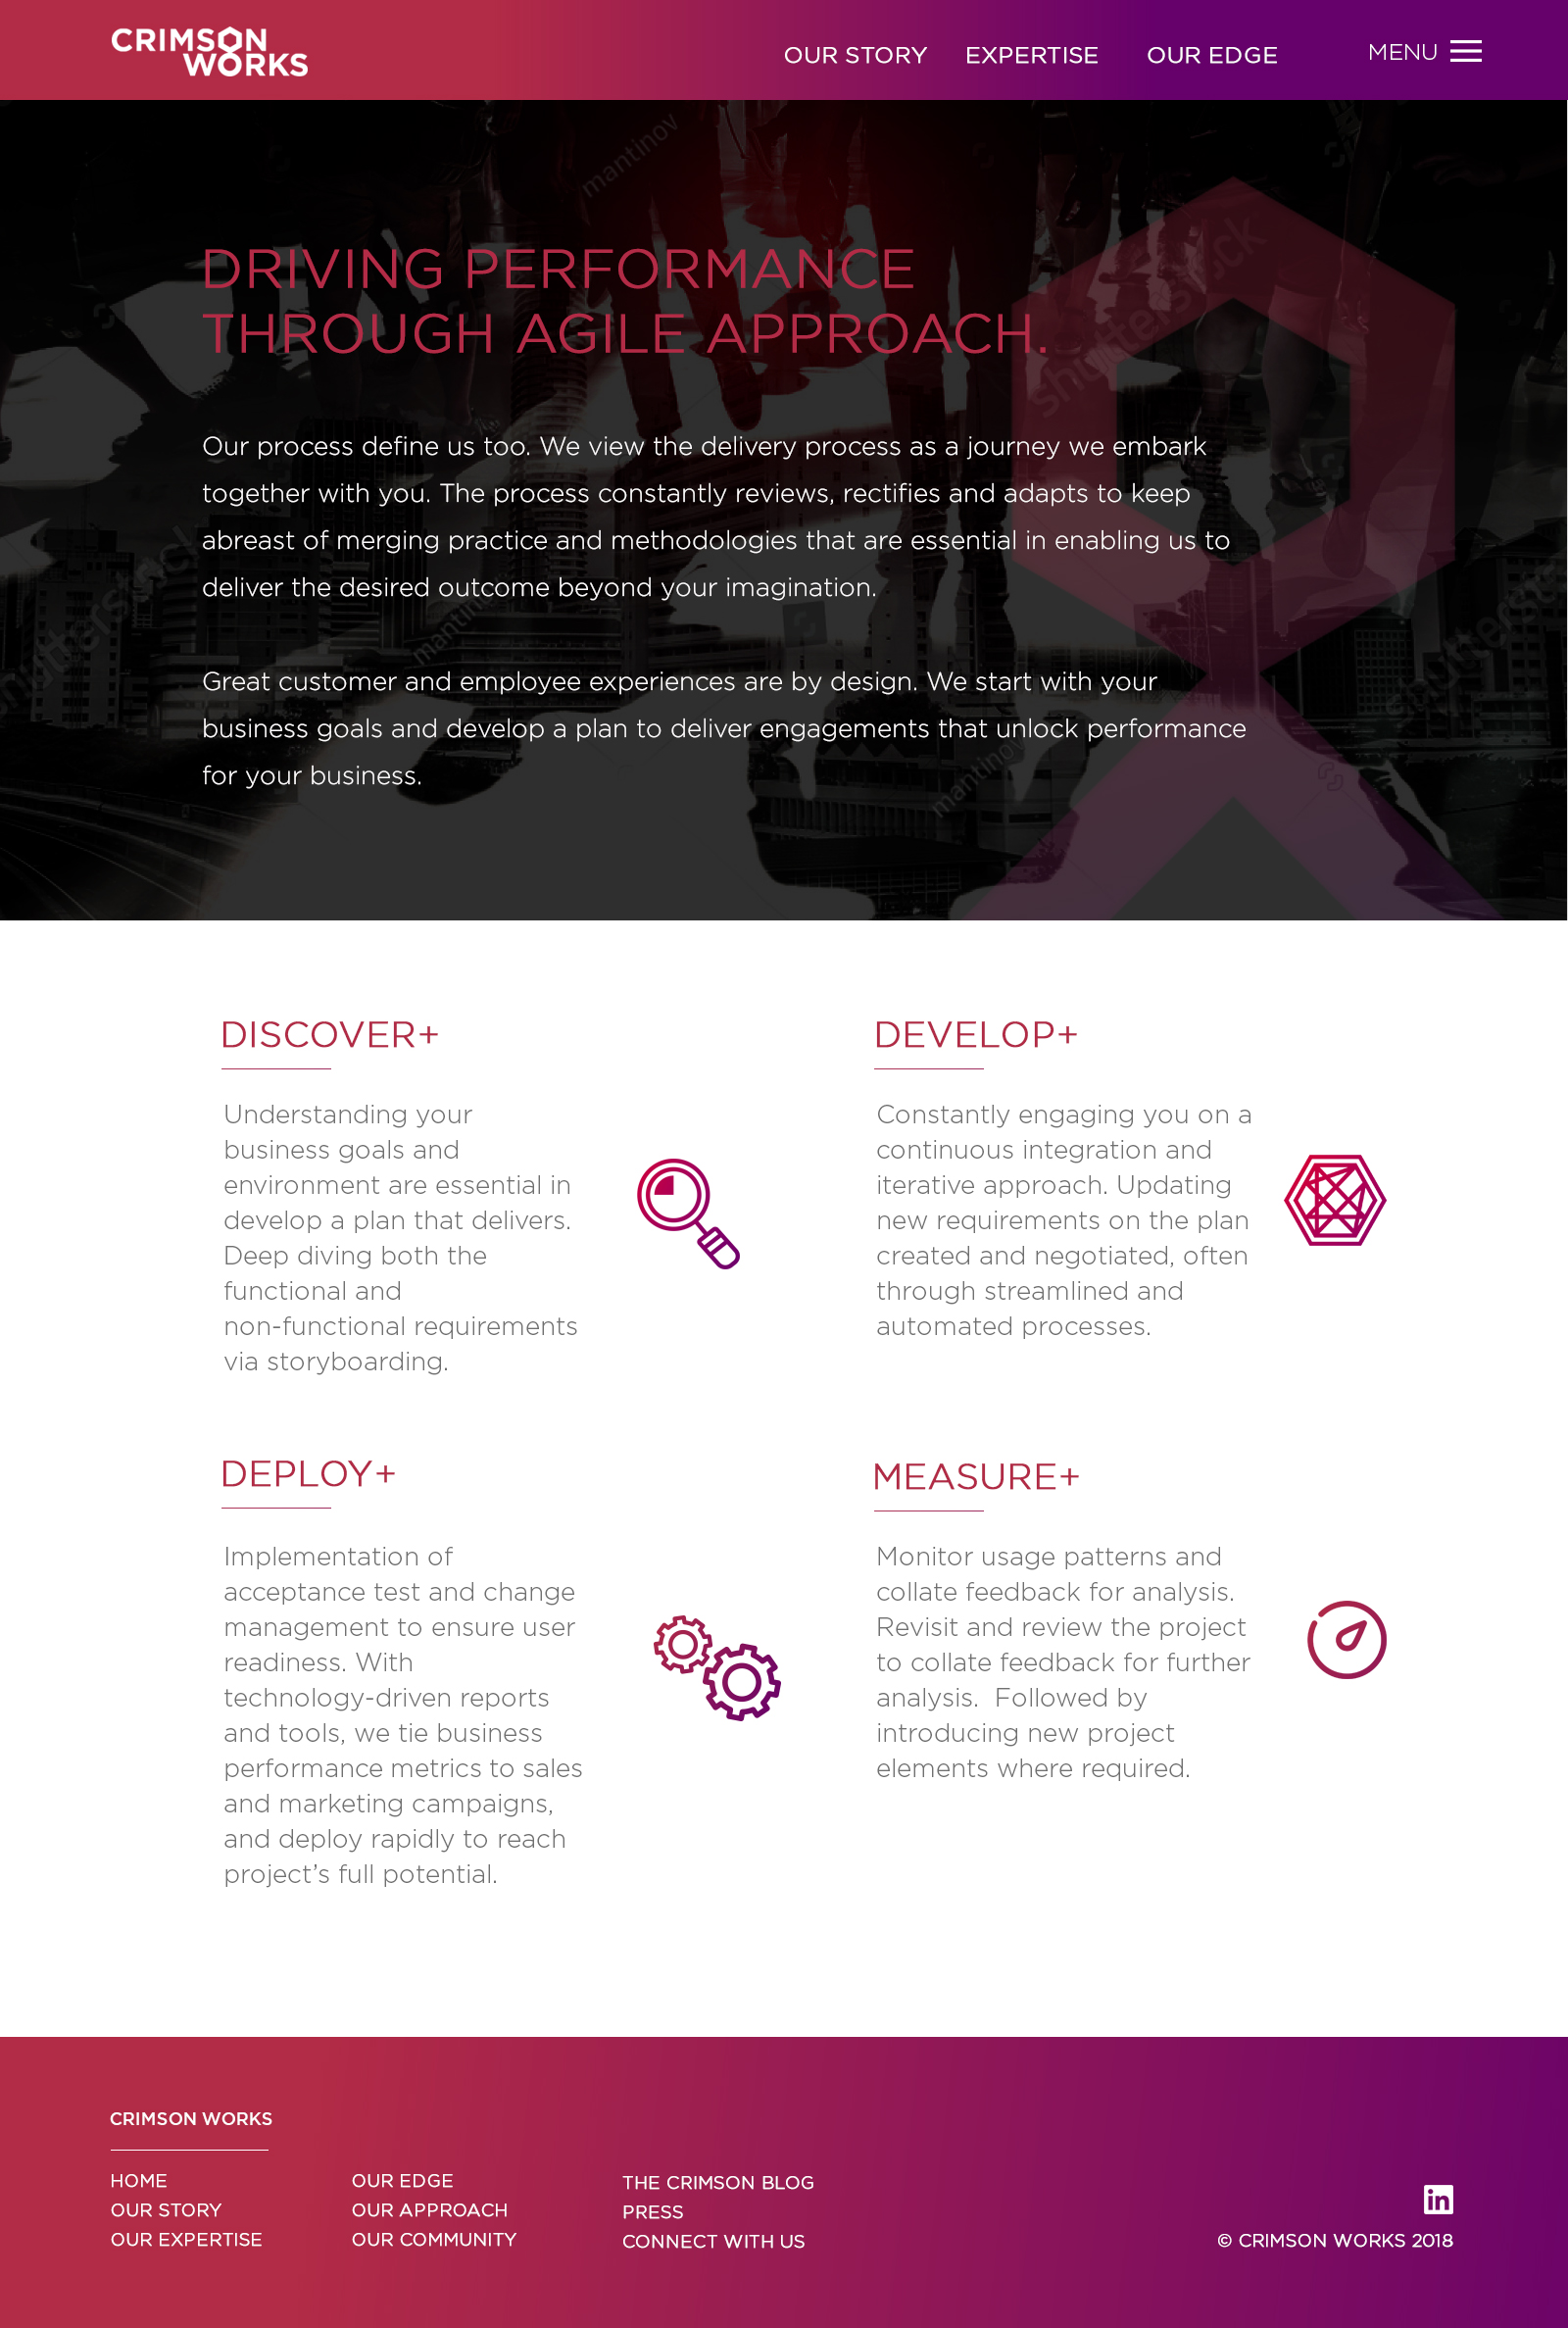 CRIMSON
WORKS
OUR STORY EXPERTISE OUR EDGE MENU
mantinov
shutterstock
DRIVING PERFORMANCE
THROUGH AGILE APPROACH.
Our process define us too. We view the delivery process as a journey we embark
together with you. The process constantly reviews, rectifies and adapts to keep
abreast of merging practice and methodologies that are essential in enabling us to
deliver the desired outcome beyond your imagination.
mantinov
Great customer and employee experiences are by design. We start with your
business goals and develop a plan to deliver engagements that unlock performance
for your business.
mantinov
DISCOVER+
Understanding your
business goals and
environment are essential in
develop a plan that delivers.
Deep diving both the
functional and
non-functional requirements
via storyboarding.
DEVELOP+
Constantly engaging you on a
continuous integration and
iterative approach. Updating
new requirements on the plan
created and negotiated, often
through streamlined and
automated processes.
DEPLOY+
Implementation of
acceptance test and change
management to ensure user
readiness. With
technology-driven reports
and tools, we tie business
performance metrics to sales
and marketing campaigns,
and deploy rapidly to reach
project’s full potential.
MEASURE+
Monitor usage patterns and
collate feedback for analysis.
Revisit and review the project
to collate feedback for further
analysis.  Followed by
introducing new project
elements where required.
CRIMSON WORKS
HOME
OUR STORY
OUR EXPERTISE
OUR EDGE
OUR APPROACH
OUR COMMUNITY
THE CRIMSON BLOG
PRESS
CONNECT WITH US
in
© CRIMSON WORKS 2018